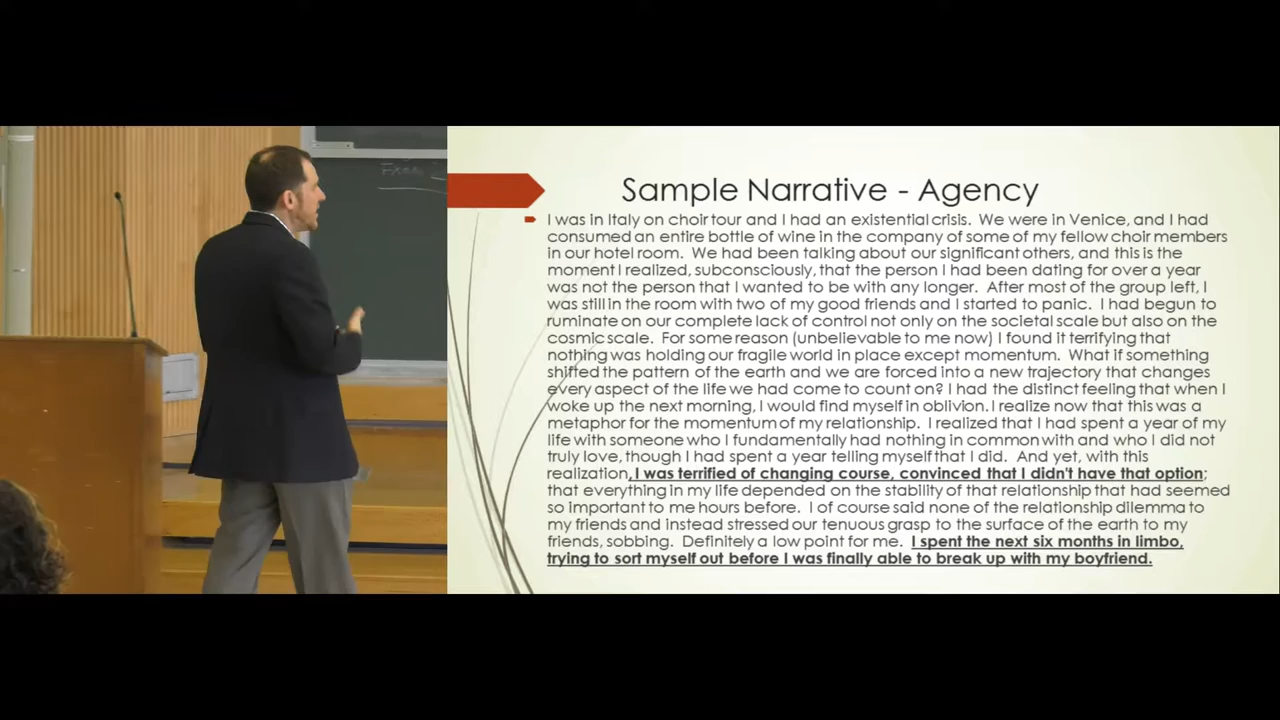 Free
Sample Narrative - Agency
I was in Italy on choir tour and I had an existential crisis. We were in Venice, and I had
consumed an entire bottle of wine in the company of some of my fellow choir members
in our hotel room. We had been talking about our significant others, and this is the
moment I realized, subconsciously, that the person I had been dating for over a year
was not the person that I wanted to be with any longer. After most of the group left, I
was still in the room with two of my good friends and I started to panic. I had begun to
ruminate on our complete lack of control not only on the societal scale but also on the
cosmic scale. For some reason (unbelievable to me now) I found it terrifying that
nothing was holding our fragile world in place except momentum. What if something
shifted the pattern of the earth and we are forced into a new trajectory that changes
every aspect of the life we had come to count on? I had the distinct feeling that when I
woke up the next morning, I would find myself in oblivion. I realize now that this was a
metaphor for the momentum of my relationship. I realized that I had spent a year of my
life with someone who I fundamentally had nothing in common with and who I did not
truly love, though I had spent a year telling myself that I did. And yet, with this
realization, I was terrified of changing course, convinced that I didn't have that option;
that everything in my life depended on the stability of that relationship that had seemed
so important to me hours before. I of course said none of the relationship dilemma to
my friends and instead stressed our tenuous grasp to the surface of the earth to my
friends, sobbing. Definitely a low point for me. I spent the next six months in limbo,
trying to sort myself out before I was finally able to break up with my boyfriend.